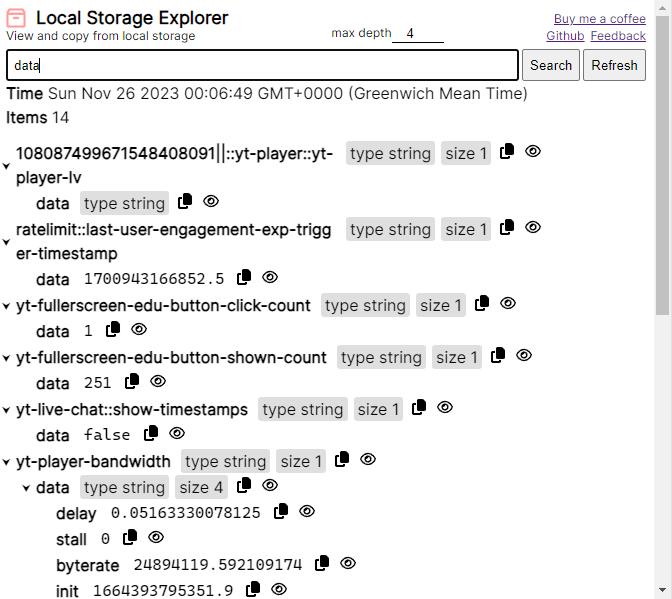 Local Storage Explorer
Buy me a coffee
View and copy from local storage
max depth 4
Github Feedback
data
Search
Refresh
Time Sun Nov 26 2023 00:06:49 GMT+0000 (Greenwich Mean Time)
Items 14
108087499671548408091||::yt-player::yt- type string size 1
player-lv
data type string
ratelimit::last-user-engagement-exp-trigg type string size 1
er-timestamp
data 1700943166852.5
yt-fullerscreen-edu-button-click-count type string size 1
data 1
yt-fullerscreen-edu-button-shown-count type string size 1
data 251
yt-live-chat::show-timestamps type string size 1
data false
yt-player-bandwidth type string size 1
data type string size 4
delay 0.05163330078125
stall 0
byterate 24894119.592109174
init 1664393795351.9